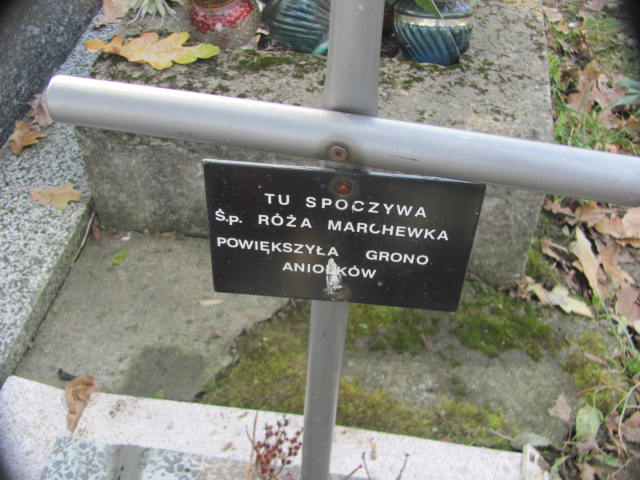 TU SPOCZYWA
Ś.p. RÓŻA MARCHEWKA
POWIĘKSZYŁA GRONO
ANIOŁKÓW